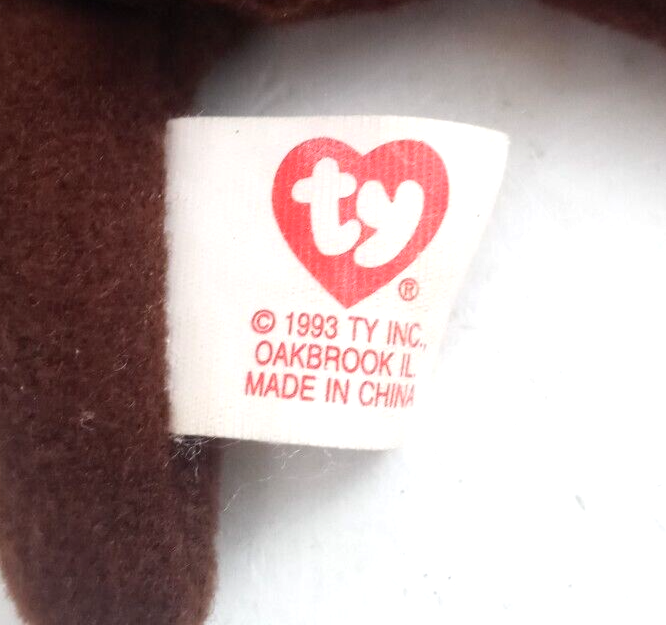 ty
®
© 1993 TY INC.,
OAKBROOK IL
MADE IN CHINA